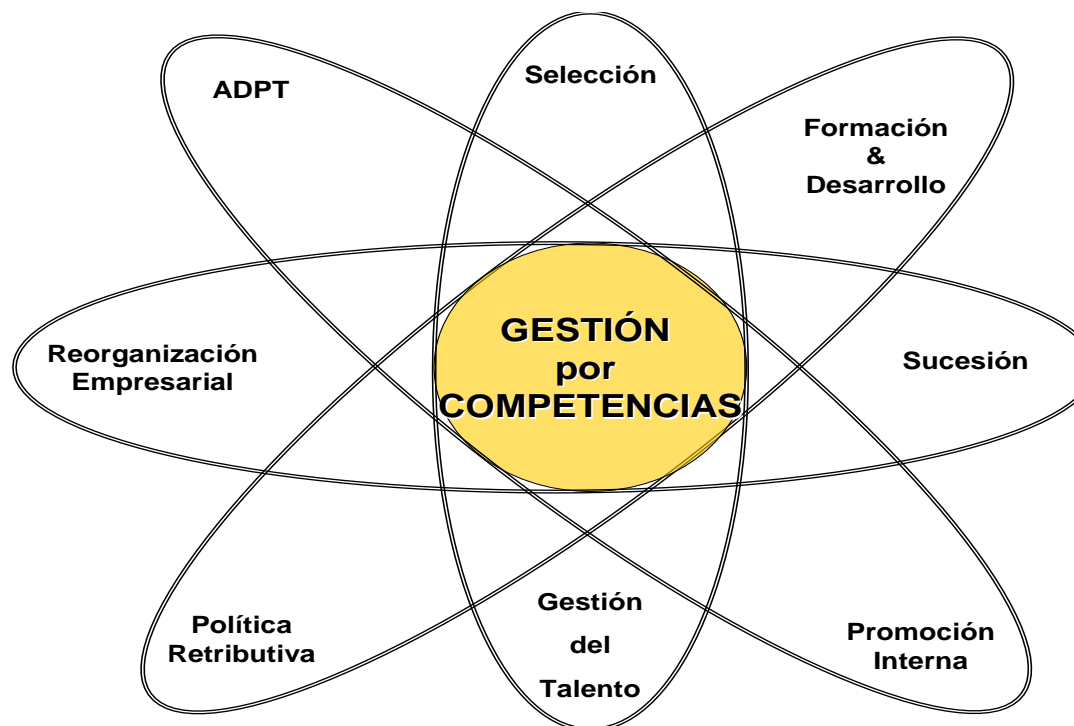 ADPT
Selección
Formación
&
Desarrollo
Reorganización
Empresarial
GESTIÓN
por
COMPETENCIAS
Sucesión
Política
Retributiva
Gestión
del
Talento
Promoción
Interna